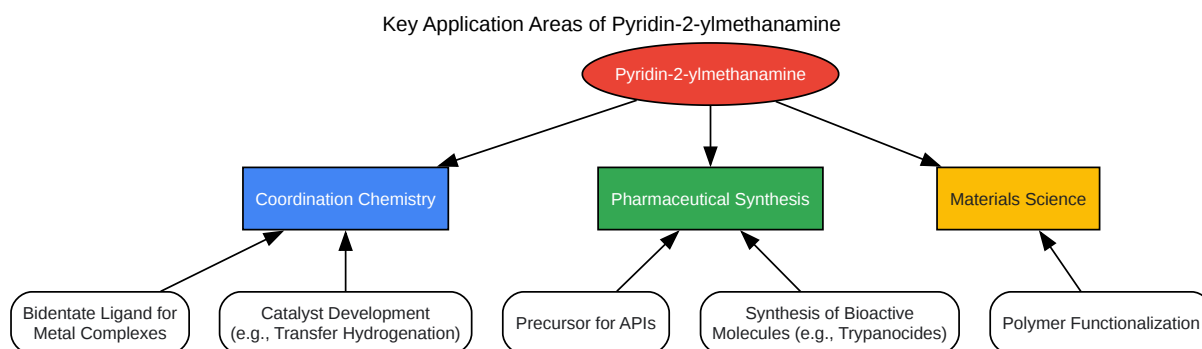 Key Application Areas of Pyridin-2-ylmethanamine
Pyridin-2-ylmethanamine
Coordination Chemistry
Pharmaceutical Synthesis
Materials Science
Bidentate Ligand for
Metal Complexes
Catalyst Development
(e.g., Transfer Hydrogenation)
Precursor for APIs
Synthesis of Bioactive
Molecules (e.g., Trypanocides)
Polymer Functionalization